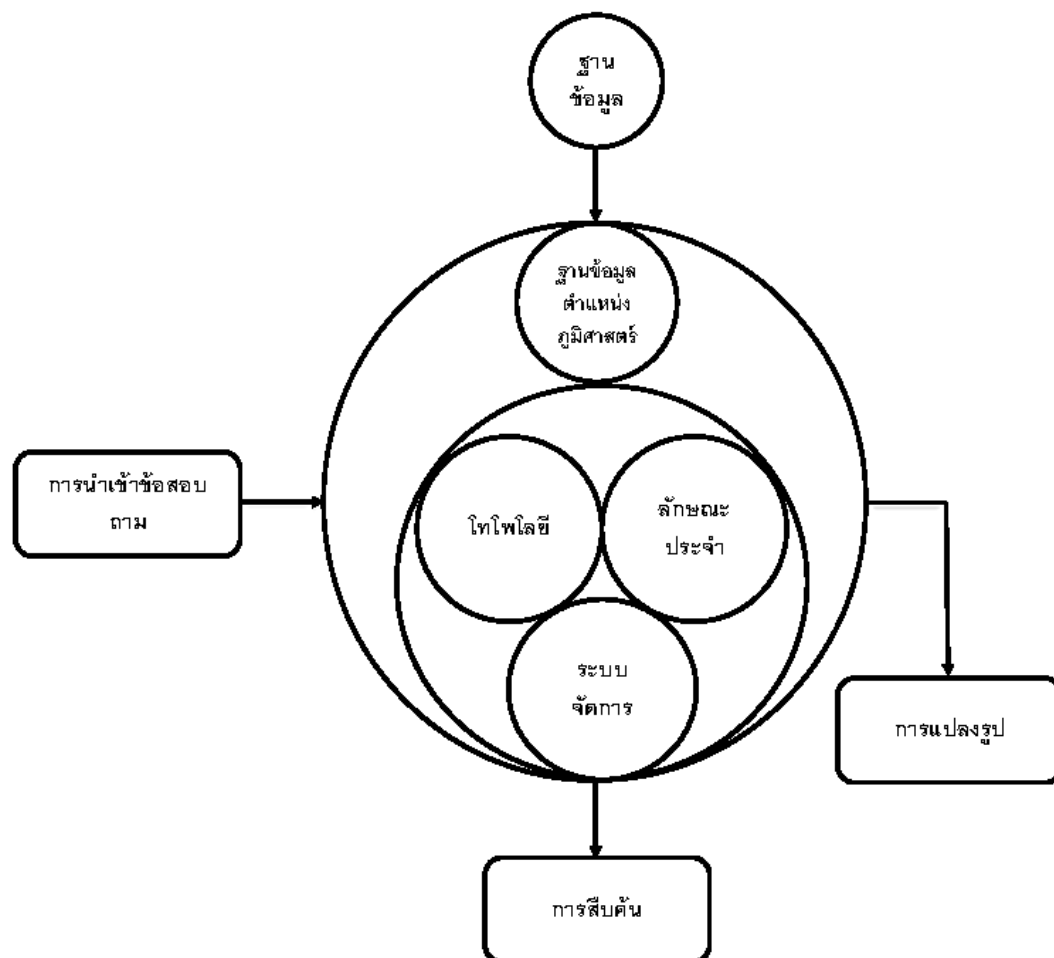 ฐาน
ข้อมูล
ฐานข้อมูล
ตำแหน่ง
ภูมิศาสตร์
การนำเข้าข้อสอบ
ถาม
โทโพโลยี
ลักษณะ
ประจำ
ระบบ
จัดการ
การแปลงรูป
การสืบค้น